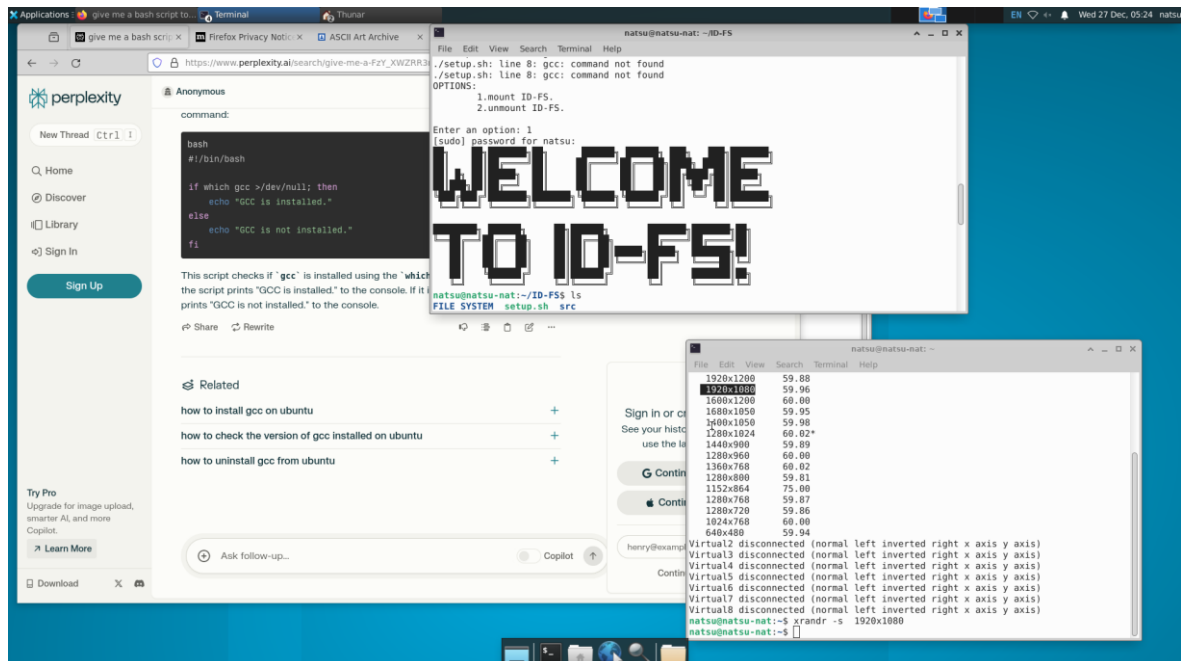 Applications
give me a bash script to...
Terminal
Thunar
EN
Wed 27 Dec, 05:24
natsu
give me a bash scrip
Firefox Privacy Notic
ASCII Art Archive
https://www.perplexity.ai/search/give-me-a-FzY_XWZRR3
perplexity
New Thread Ctrl I
Home
Discover
Library
Sign In
Sign Up
Try Pro
Upgrade for image upload,
smarter AI, and more
Copilot.
Learn More
Download
Anonymous
command:
bash
#!/bin/bash
if which gcc >/dev/null; then
echo "GCC is installed."
else
echo "GCC is not installed."
fi
This script checks if `gcc` is installed using the `which
the script prints "GCC is installed." to the console. If it i
prints "GCC is not installed." to the console.
Share Rewrite
Related
how to install gcc on ubuntu
how to check the version of gcc installed on ubuntu
how to uninstall gcc from ubuntu
Ask follow-up...
Copilot
Sign in or cr
See your histo
use the la
Contin
Conti
henry@exampl
Contin
natsu@natsu-nat: ~/ID-FS
File Edit View Search Terminal Help
./setup.sh: line 8: gcc: command not found
./setup.sh: line 8: gcc: command not found
OPTIONS:
1.mount ID-FS.
2.unmount ID-FS.
Enter an option: 1
[sudo] password for natsu:
WELCOME
TO ID-FS!
natsu@natsu-nat:~/ID-FS$ ls
FILE SYSTEM setup.sh src
natsu@natsu-nat: ~
File Edit View Search Terminal Help
1920x1200 59.88
1920x1080 59.96
1600x1200 60.00
1680x1050 59.95
1400x1050 59.98
1280x1024 60.02*
1440x900 59.89
1280x960 60.00
1360x768 60.02
1280x800 59.81
1152x864 75.00
1280x768 59.87
1280x720 59.86
1024x768 60.00
640x480 59.94
Virtual2 disconnected (normal left inverted right x axis y axis)
Virtual3 disconnected (normal left inverted right x axis y axis)
Virtual4 disconnected (normal left inverted right x axis y axis)
Virtual5 disconnected (normal left inverted right x axis y axis)
Virtual6 disconnected (normal left inverted right x axis y axis)
Virtual7 disconnected (normal left inverted right x axis y axis)
Virtual8 disconnected (normal left inverted right x axis y axis)
natsu@natsu-nat:~$ xrandr -s 1920x1080
natsu@natsu-nat:~$